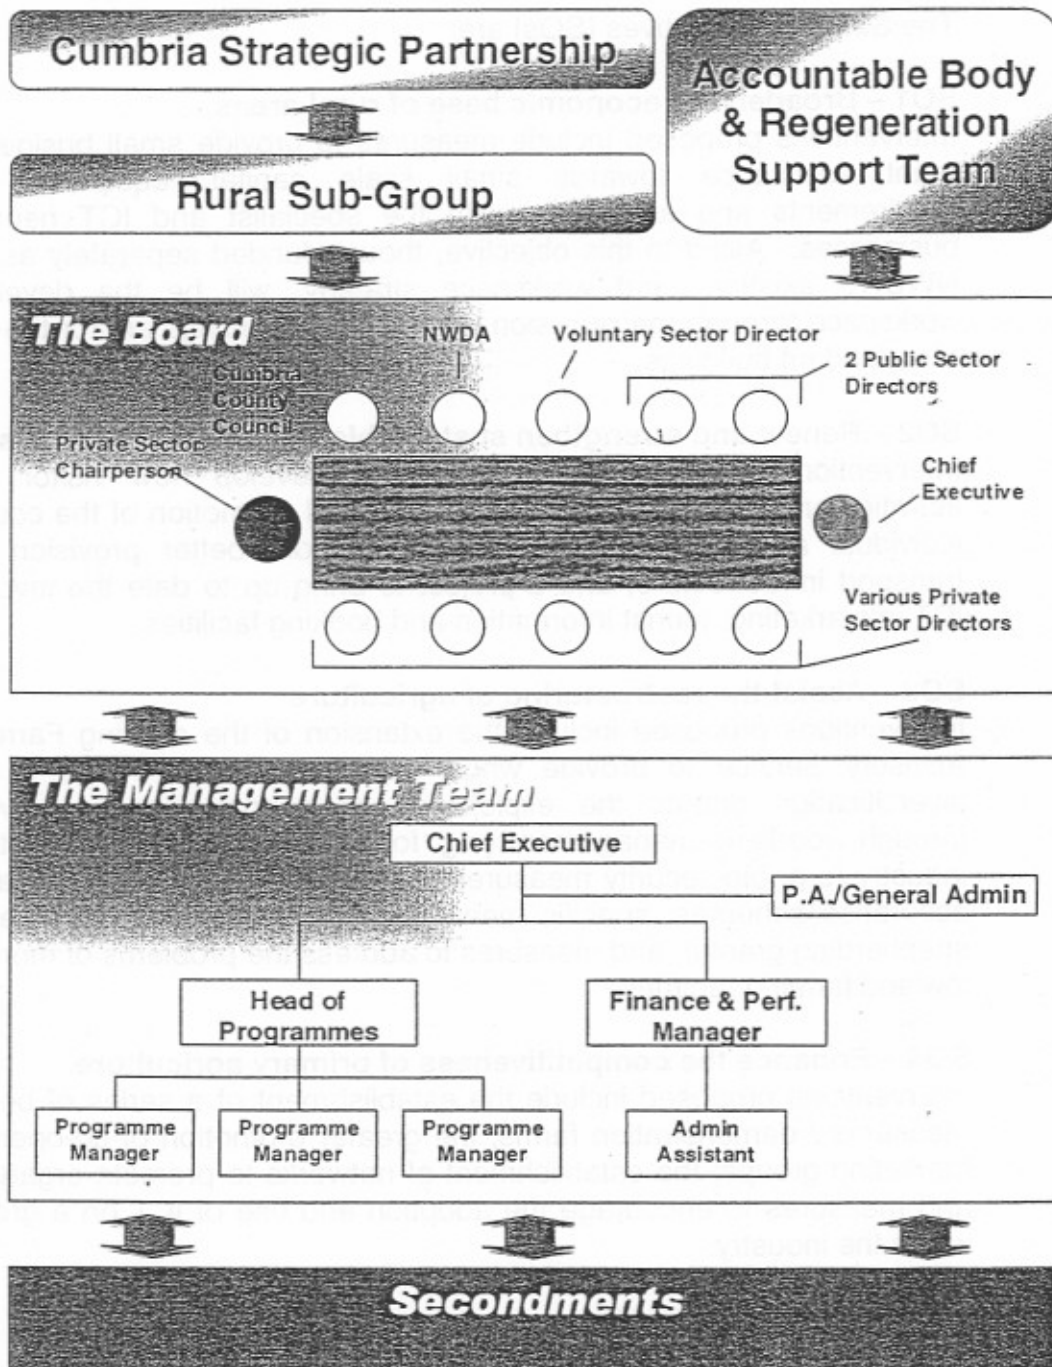 Cumbria Strategic Partnership
Accountable Body
& Regeneration
Support Team
Rural Sub-Group
The Board
NWDA
Voluntary Sector Director
2 Public Sector
Directors
Cumbria
County
Council
Private Sector
Chairperson
Chief
Executive
Various Private
Sector Directors
The Management Team
Chief Executive
P.A./General Admin
Head of
Programmes
Finance & Perf.
Manager
Programme
Manager
Programme
Manager
Programme
Manager
Admin
Assistant
Secondments